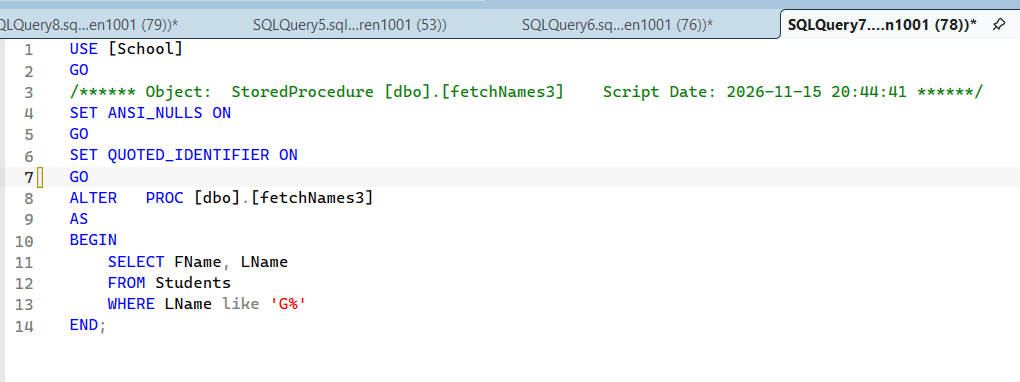 QLQuery8.sq...en1001 (79))* SQLQuery5.sql...ren1001 (53)) SQLQuery6.sq...en1001 (76))* SQLQuery7....n1001 (78))*
1 USE [School]
2 GO
3 /****** Object:  StoredProcedure [dbo].[fetchNames3]    Script Date: 2026-11-15 20:44:41 ******/
4 SET ANSI_NULLS ON
5 GO
6 SET QUOTED_IDENTIFIER ON
7 GO
8 ALTER   PROC [dbo].[fetchNames3]
9 AS
10 BEGIN
11     SELECT FName, LName
12     FROM Students
13     WHERE LName like 'G%'
14 END;